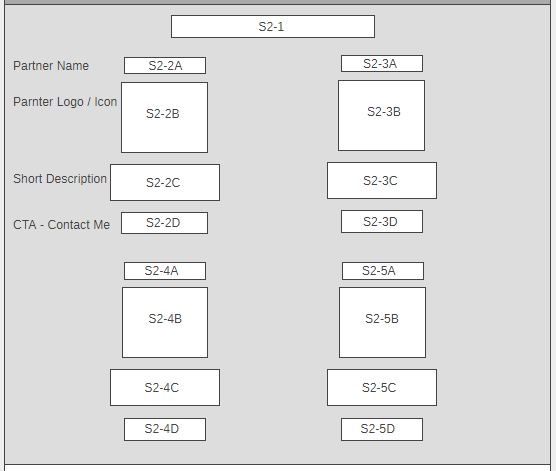 S2-1
Partner Name
S2-2A
S2-3A
Parnter Logo / Icon
S2-2B
S2-3B
Short Description
S2-2C
S2-3C
CTA - Contact Me
S2-2D
S2-3D
S2-4A
S2-5A
S2-4B
S2-5B
S2-4C
S2-5C
S2-4D
S2-5D